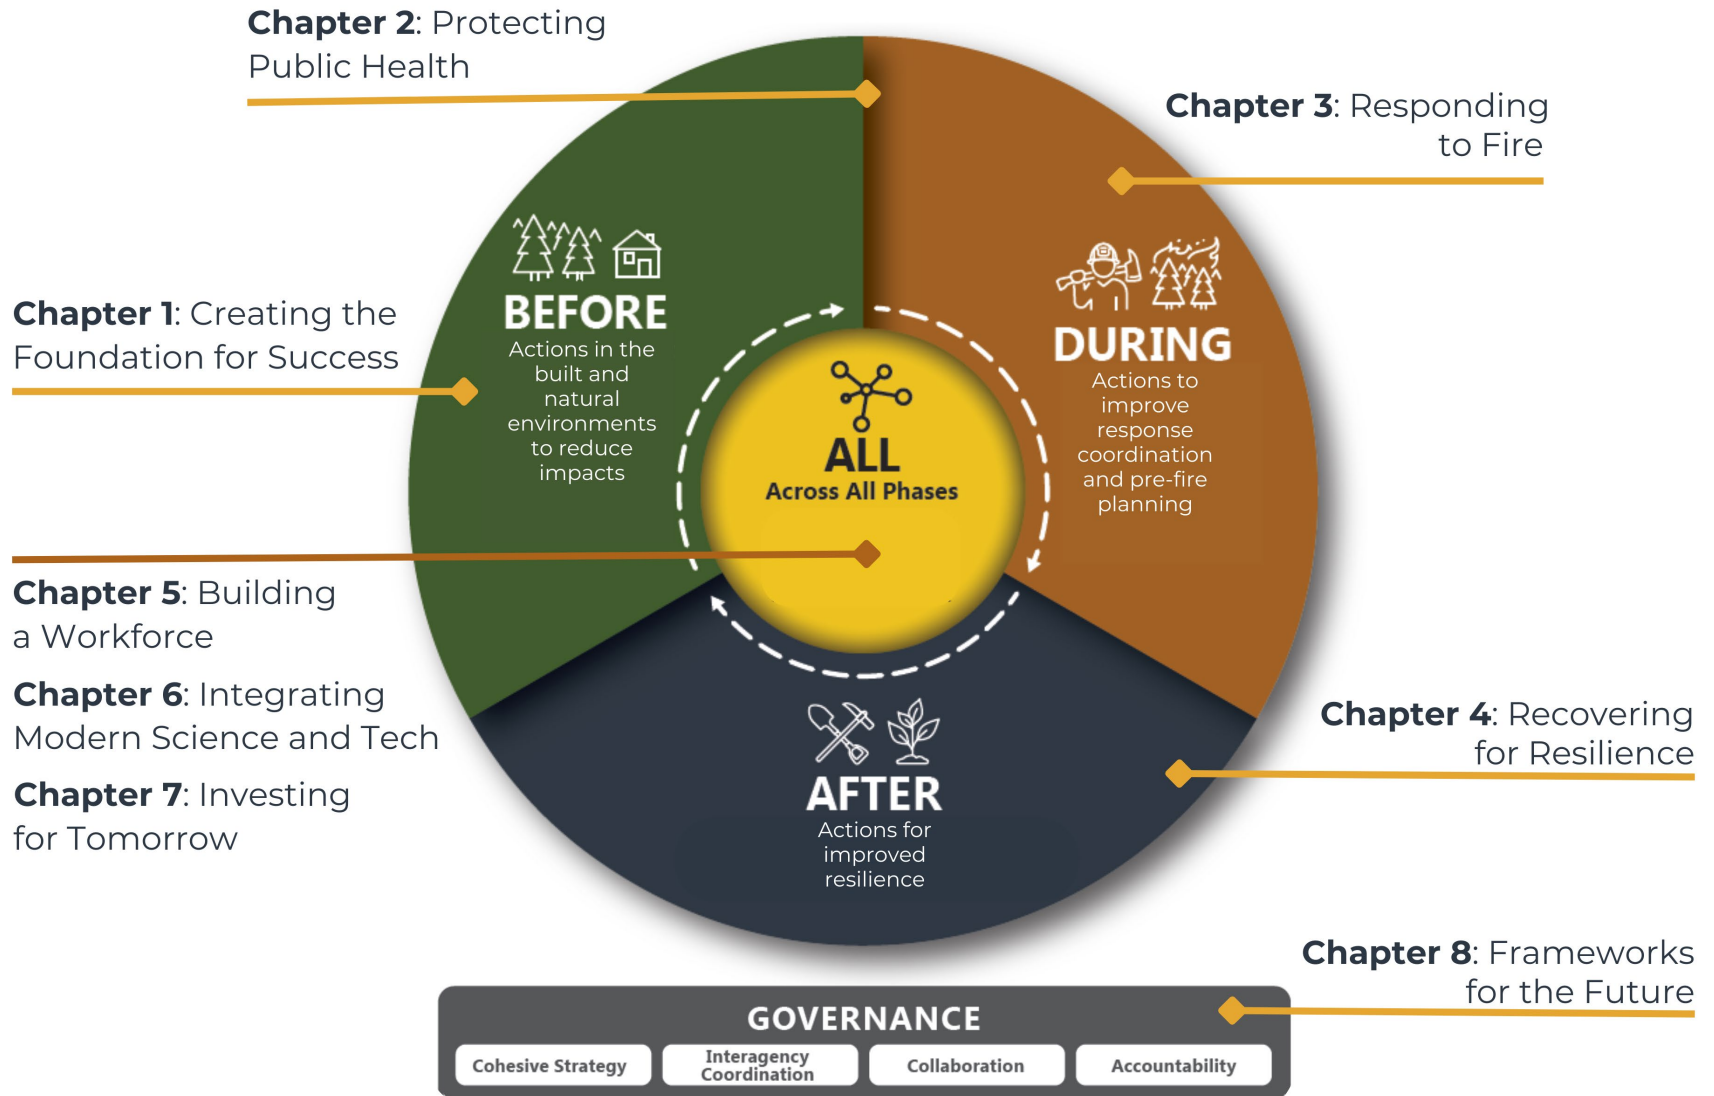 Chapter 2: Protecting
Public Health
Chapter 3: Responding
to Fire
Chapter 1: Creating the
Foundation for Success
BEFORE
Actions in the
built and
natural
environments
to reduce
impacts
DURING
Actions to
improve
response
coordination
and pre-fire
planning
ALL
Across All Phases
Chapter 5: Building
a Workforce
Chapter 6: Integrating
Modern Science and Tech
Chapter 7: Investing
for Tomorrow
AFTER
Actions for
improved
resilience
Chapter 4: Recovering
for Resilience
Chapter 8: Frameworks
for the Future
GOVERNANCE
Cohesive Strategy
Interagency
Coordination
Collaboration
Accountability